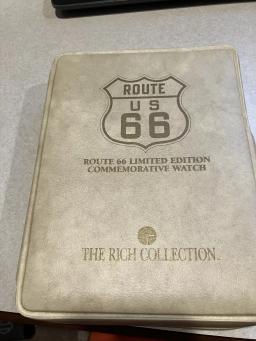 ROUTE
US
66
ROUTE 66 LIMITED EDITION
COMMEMORATIVE WATCH
THE RICH COLLECTION